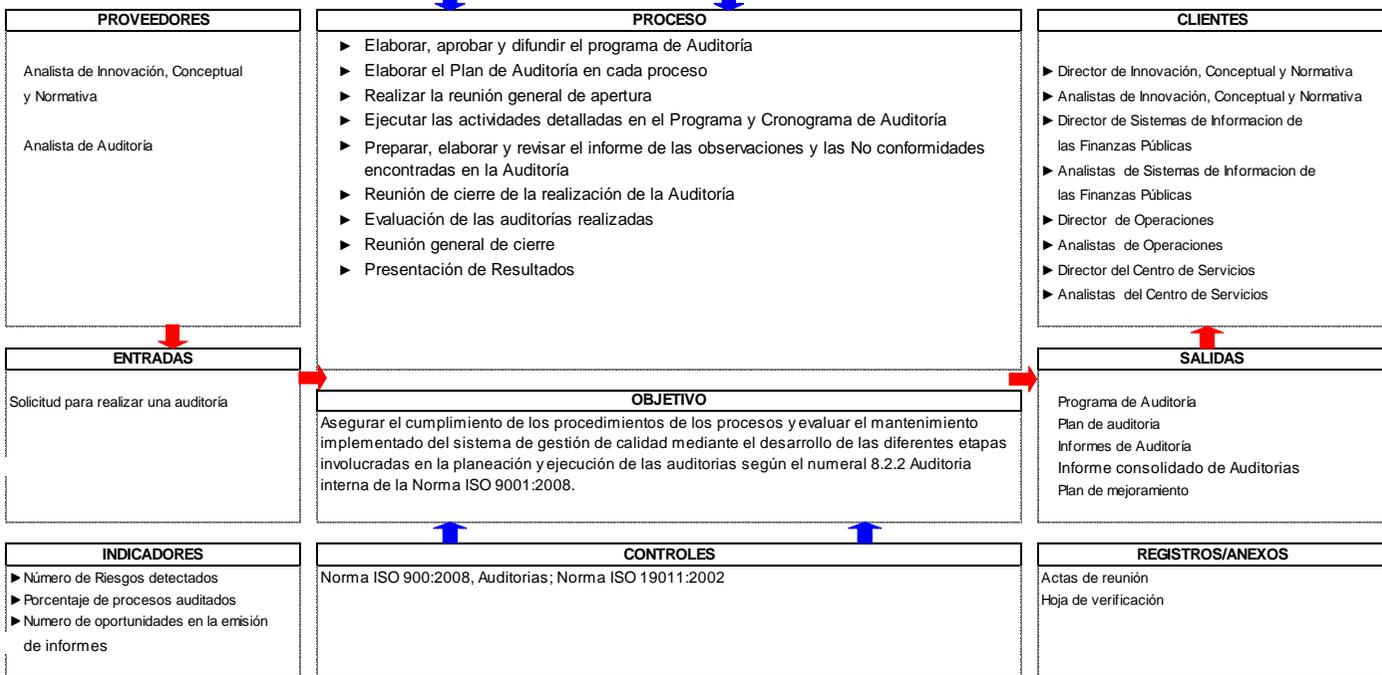 PROVEEDORES
Analista de Innovación, Conceptual
y Normativa
Analista de Auditoría
PROCESO
► Elaborar, aprobar y difundir el programa de Auditoría
► Elaborar el Plan de Auditoría en cada proceso
► Realizar la reunión general de apertura
► Ejecutar las actividades detalladas en el Programa y Cronograma de Auditoría
► Preparar, elaborar y revisar el informe de las observaciones y las No conformidades
encontradas en la Auditoría
► Reunión de cierre de la realización de la Auditoría
► Evaluación de las auditorías realizadas
► Reunión general de cierre
► Presentación de Resultados
CLIENTES
► Director de Innovación, Conceptual y Normativa
► Analistas de Innovación, Conceptual y Normativa
► Director de Sistemas de Informacion de
las Finanzas Públicas
► Analistas de Sistemas de Informacion de
las Finanzas Públicas
► Director de Operaciones
► Analistas de Operaciones
► Director del Centro de Servicios
► Analistas del Centro de Servicios
ENTRADAS
Solicitud para realizar una auditoría
OBJETIVO
Asegurar el cumplimiento de los procedimientos de los procesos y evaluar el mantenimiento
implementado del sistema de gestión de calidad mediante el desarrollo de las diferentes etapas
involucradas en la planeación y ejecución de las auditorias según el numeral 8.2.2 Auditoria
interna de la Norma ISO 9001:2008.
SALIDAS
Programa de Auditoría
Plan de auditoria
Informes de Auditoría
Informe consolidado de Auditorias
Plan de mejoramiento
INDICADORES
► Número de Riesgos detectados
► Porcentaje de procesos auditados
► Numero de oportunidades en la emisión
de informes
CONTROLES
Norma ISO 900:2008, Auditorias; Norma ISO 19011:2002
REGISTROS/ANEXOS
Actas de reunión
Hoja de verificación